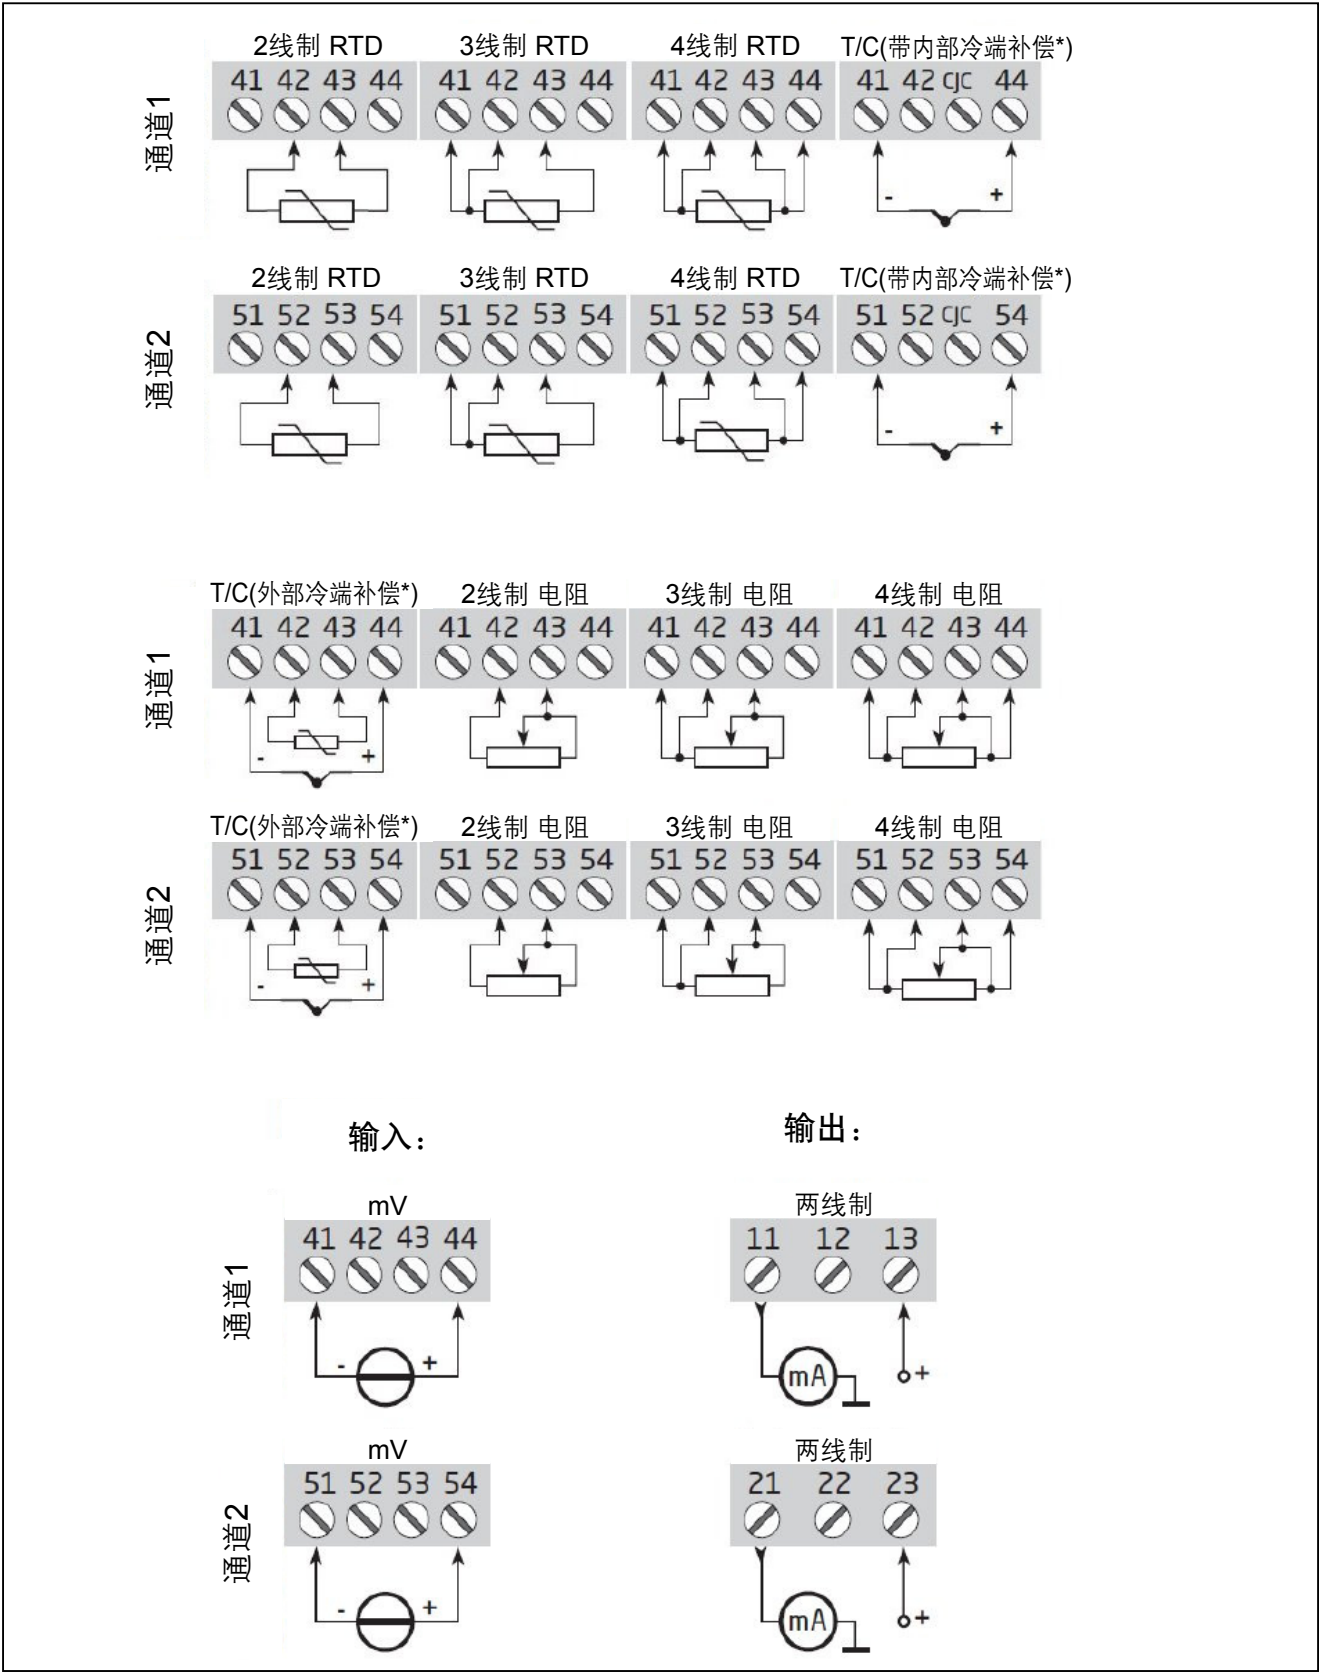 2线制 RTD 3线制 RTD 4线制 RTD T/C(带内部冷端补偿*)
通道1
41 42 43 44 41 42 43 44 41 42 43 44 41 42 CJC 44
- +
2线制 RTD 3线制 RTD 4线制 RTD T/C(带内部冷端补偿*)
通道2
51 52 53 54 51 52 53 54 51 52 53 54 51 52 CJC 54
- +
T/C(外部冷端补偿*) 2线制 电阻 3线制 电阻 4线制 电阻
通道1
41 42 43 44 41 42 43 44 41 42 43 44 41 42 43 44
- +
T/C(外部冷端补偿*) 2线制 电阻 3线制 电阻 4线制 电阻
通道2
51 52 53 54 51 52 53 54 51 52 53 54 51 52 53 54
- +
输入： 输出：
mV 两线制
通道1
41 42 43 44 11 12 13
- + mA +
mV 两线制
通道2
51 52 53 54 21 22 23
- + mA +